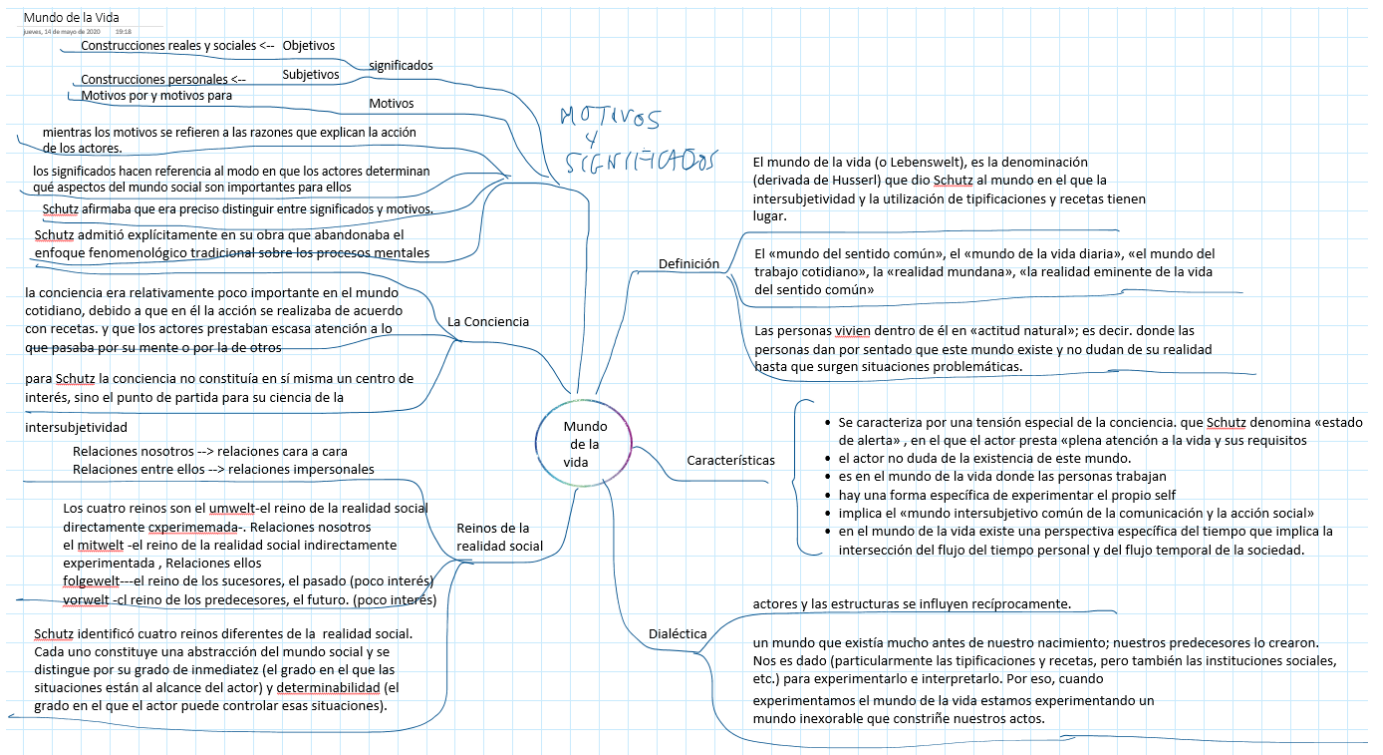 Mundo de la Vida
jueves, 14 de mayo de 2020 19:18
Construcciones reales y sociales <-- Objetivos
significados
Construcciones personales <-- Subjetivos
Motivos por y motivos para
Motivos
MOTIVOS
Y
SIGNIFICADOS
mientras los motivos se refieren a las razones que explican la acción
de los actores.
los significados hacen referencia al modo en que los actores determinan
qué aspectos del mundo social son importantes para ellos
Schutz afirmaba que era preciso distinguir entre significados y motivos.
Schutz admitió explícitamente en su obra que abandonaba el
enfoque fenomenológico tradicional sobre los procesos mentales
la conciencia era relativamente poco importante en el mundo
cotidiano, debido a que en él la acción se realizaba de acuerdo
con recetas. y que los actores prestaban escasa atención a lo
que pasaba por su mente o por la de otros
La Conciencia
para Schutz la conciencia no constituía en sí misma un centro de
interés, sino el punto de partida para su ciencia de la
intersubjetividad
Relaciones nosotros --> relaciones cara a cara
Relaciones entre ellos --> relaciones impersonales
Los cuatro reinos son el umwelt-el reino de la realidad social
directamente cxperimemada-. Relaciones nosotros
el mitwelt -el reino de la realidad social indirectamente
experimentada , Relaciones ellos
folgewelt---el reino de los sucesores, el pasado (poco interés)
vorwelt -cl reino de los predecesores, el futuro. (poco interés)
Reinos de la
realidad social
Schutz identificó cuatro reinos diferentes de la realidad social.
Cada uno constituye una abstracción del mundo social y se
distingue por su grado de inmediatez (el grado en el que las
situaciones están al alcance del actor) y determinabilidad (el
grado en el que el actor puede controlar esas situaciones).
Mundo
de la
vida
Definición
El mundo de la vida (o Lebenswelt), es la denominación
(derivada de Husserl) que dio Schutz al mundo en el que la
intersubjetividad y la utilización de tipificaciones y recetas tienen
lugar.
El «mundo del sentido común», el «mundo de la vida diaria», «el mundo del
trabajo cotidiano», la «realidad mundana», «la realidad eminente de la vida
del sentido común»
Las personas vivien dentro de él en «actitud natural»; es decir. donde las
personas dan por sentado que este mundo existe y no dudan de su realidad
hasta que surgen situaciones problemáticas.
Características
• Se caracteriza por una tensión especial de la conciencia. que Schutz denomina «estado
de alerta» , en el que el actor presta «plena atención a la vida y sus requisitos
• el actor no duda de la existencia de este mundo.
• es en el mundo de la vida donde las personas trabajan
• hay una forma específica de experimentar el propio self
• implica el «mundo intersubjetivo común de la comunicación y la acción social»
• en el mundo de la vida existe una perspectiva específica del tiempo que implica la
intersección del flujo del tiempo personal y del flujo temporal de la sociedad.
Dialéctica
actores y las estructuras se influyen recíprocamente.
un mundo que existía mucho antes de nuestro nacimiento; nuestros predecesores lo crearon.
Nos es dado (particularmente las tipificaciones y recetas, pero también las instituciones sociales,
etc.) para experimentarlo e interpretarlo. Por eso, cuando
experimentamos el mundo de la vida estamos experimentando un
mundo inexorable que constriñe nuestros actos.